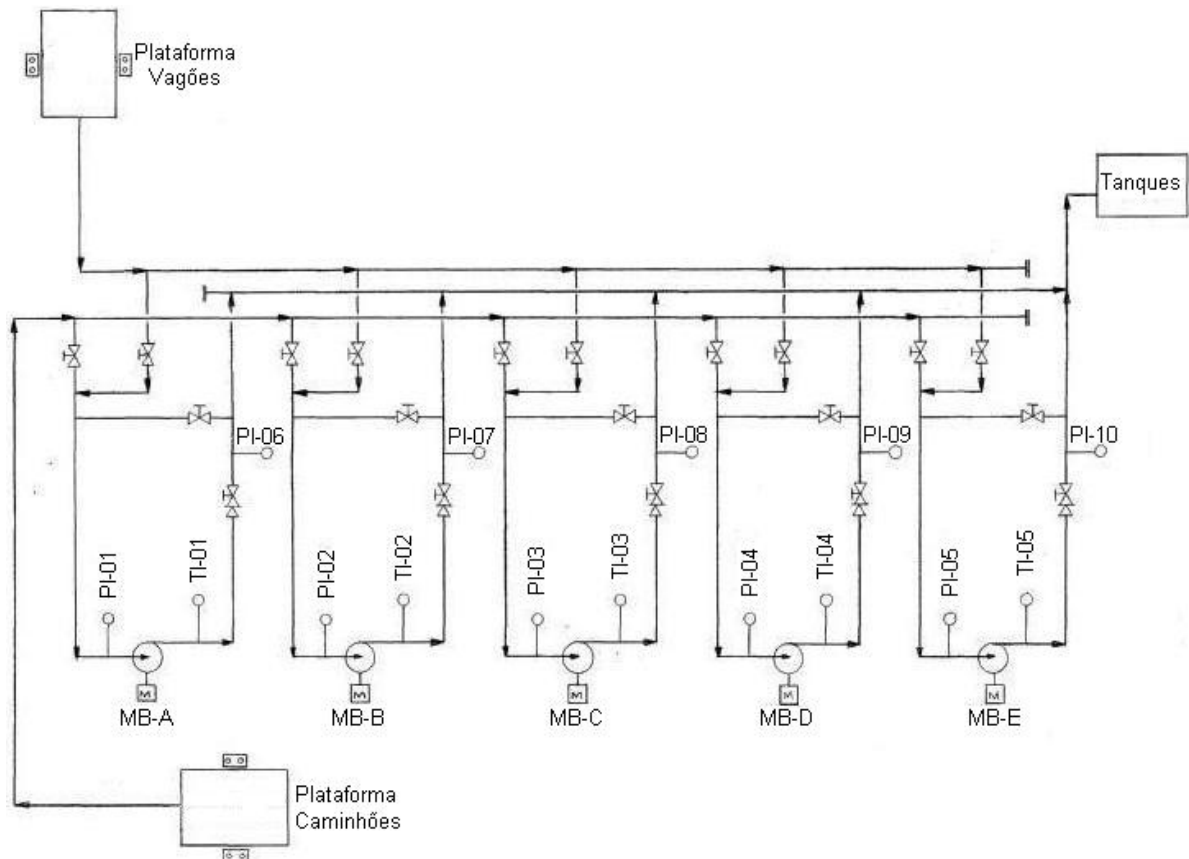 Plataforma
Vagões
Tanques
PI-06
PI-07
PI-08
PI-09
PI-10
PI-01
TI-01
PI-02
TI-02
PI-03
TI-03
PI-04
TI-04
PI-05
TI-05
M
M
M
M
M
MB-A
MB-B
MB-C
MB-D
MB-E
Plataforma
Caminhões